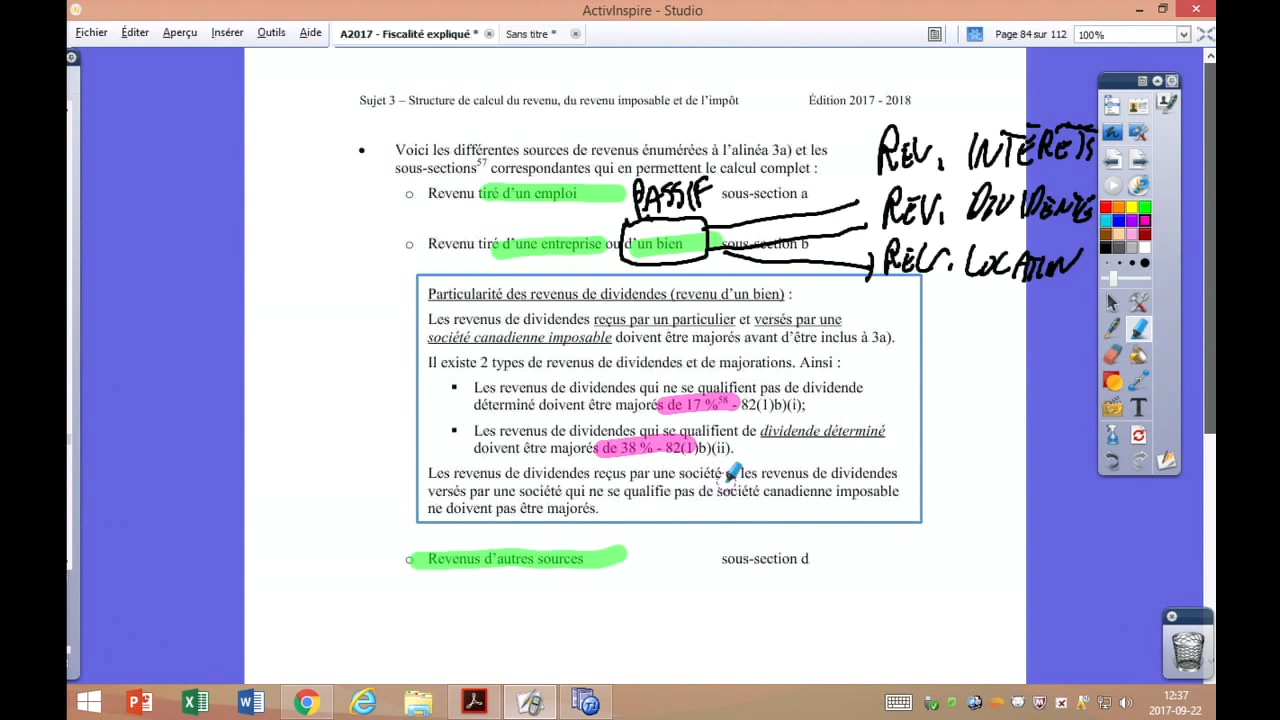 ActivInspire - Studio
Fichier Éditer Aperçu Insérer Outils Aide
A2017 - Fiscalité expliqué *
Sans titre *
Page 84 sur 112
100%
Sujet 3 – Structure de calcul du revenu, du revenu imposable et de l'impôt Édition 2017 - 2018
• Voici les différentes sources de revenus énumérées à l'alinéa 3a) et les
sous-sections57 correspondantes qui en permettent le calcul complet :
REV. INTÉRÊTS
o Revenu tiré d'un emploi sous-section a
PASSIF
REV. DIVIDENDE
o Revenu tiré d'une entreprise ou d'un bien sous-section b
REV. LOCATION
Particularité des revenus de dividendes (revenu d'un bien) :
Les revenus de dividendes reçus par un particulier et versés par une
société canadienne imposable doivent être majorés avant d'être inclus à 3a).
Il existe 2 types de revenus de dividendes et de majorations. Ainsi :
▪ Les revenus de dividendes qui ne se qualifient pas de dividende
déterminé doivent être majorés de 17 %58 - 82(1)b)(i);
▪ Les revenus de dividendes qui se qualifient de dividende déterminé
doivent être majorés de 38 % - 82(1)b)(ii).
Les revenus de dividendes reçus par une société les revenus de dividendes
versés par une société qui ne se qualifie pas de société canadienne imposable
ne doivent pas être majorés.
o Revenus d'autres sources sous-section d
12:37
2017-09-22